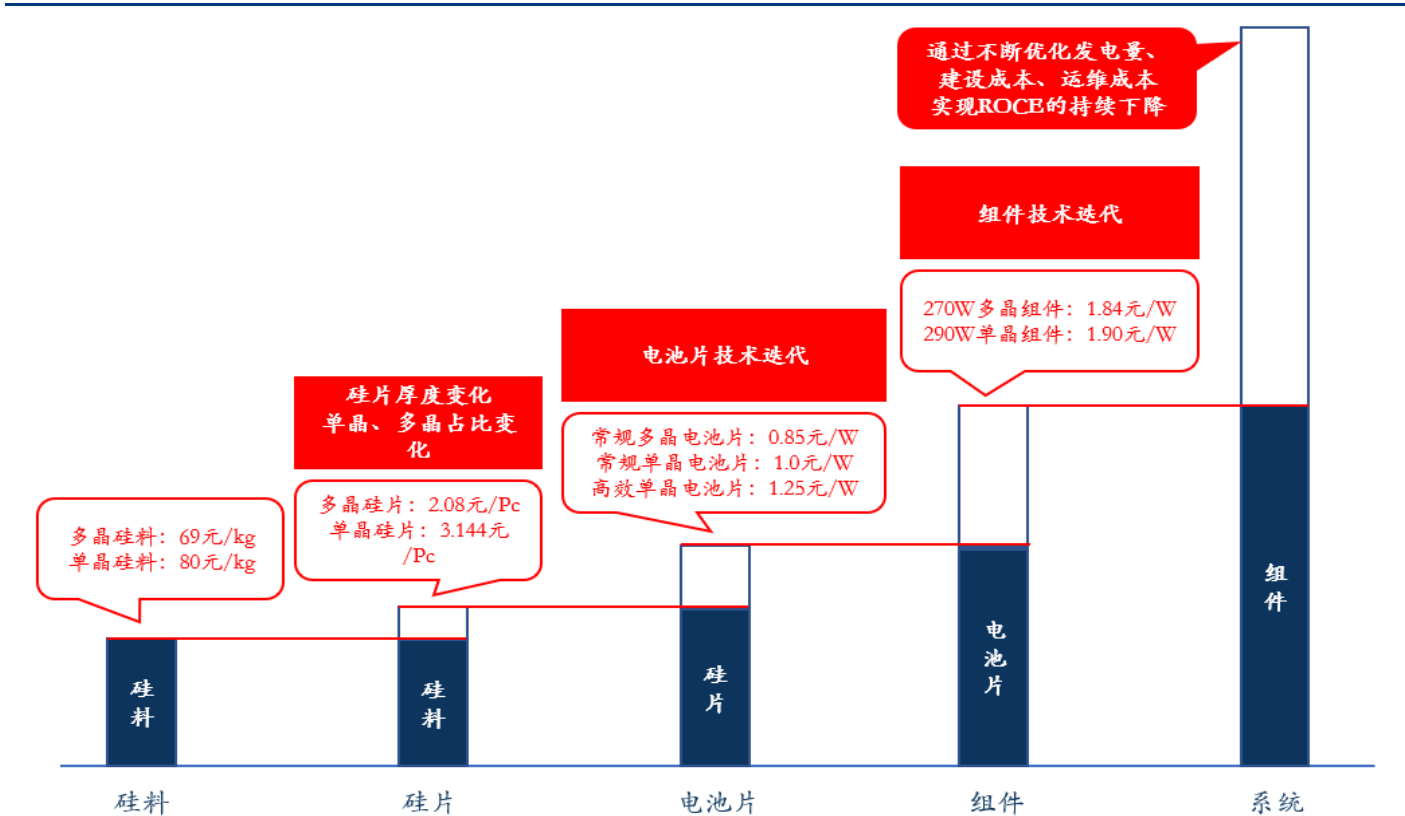 通过不断优化发电量、
建设成本、运维成本
实现ROCE的持续下降
组件技术迭代
270W多晶组件：1.84元/W
290W单晶组件：1.90元/W
电池片技术迭代
常规多晶电池片：0.85元/W
常规单晶电池片：1.0元/W
高效单晶电池片：1.25元/W
硅片厚度变化
单晶、多晶占比变
化
多晶硅片：2.08元/Pc
单晶硅片：3.144元
/Pc
多晶硅料：69元/kg
单晶硅料：80元/kg
硅
料
硅
料
硅
片
电
池
片
组
件
硅料
硅片
电池片
组件
系统